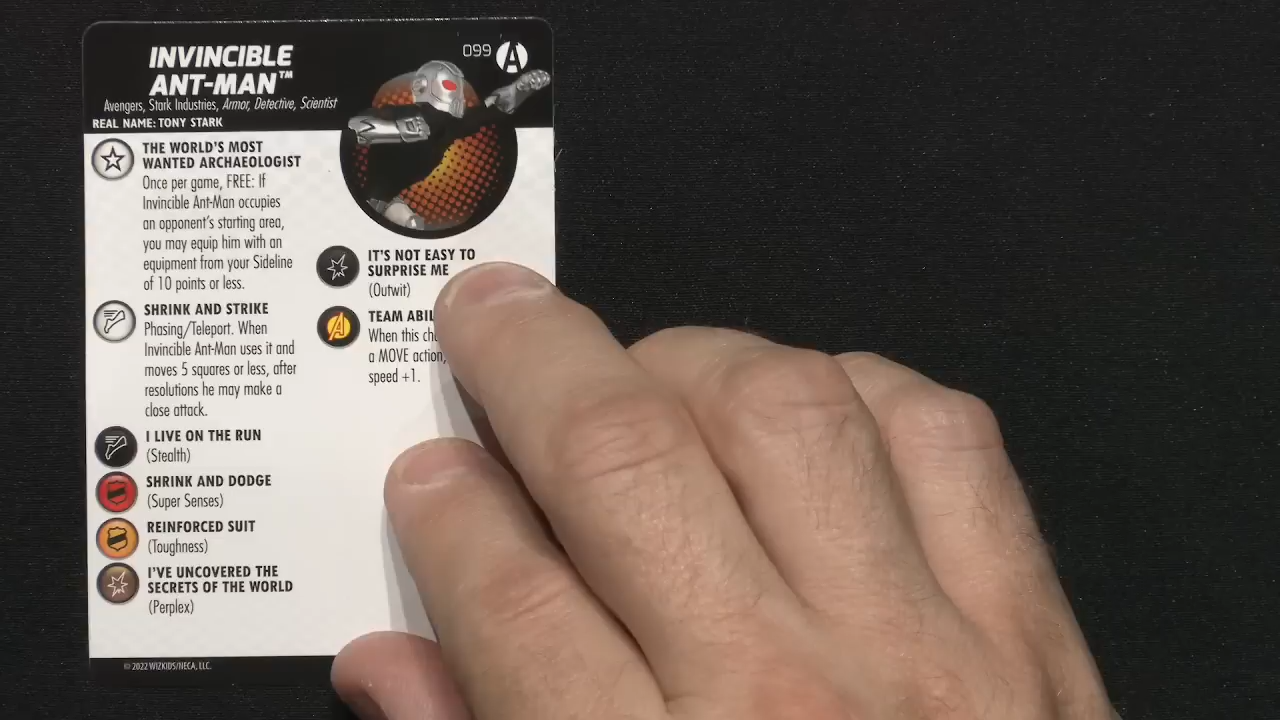 INVINCIBLE
ANT-MAN™
099
Avengers, Stark Industries, Armor, Detective, Scientist
REAL NAME: TONY STARK
THE WORLD'S MOST
WANTED ARCHAEOLOGIST
Once per game, FREE: If
Invincible Ant-Man occupies
an opponent's starting area,
you may equip him with an
equipment from your Sideline
of 10 points or less.
SHRINK AND STRIKE
Phasing/Teleport. When
Invincible Ant-Man uses it and
moves 5 squares or less, after
resolutions he may make a
close attack.
I LIVE ON THE RUN
(Stealth)
SHRINK AND DODGE
(Super Senses)
REINFORCED SUIT
(Toughness)
I'VE UNCOVERED THE
SECRETS OF THE WORLD
(Perplex)
IT'S NOT EASY TO
SURPRISE ME
(Outwit)
TEAM
When this
a MOVE action,
speed +1.
© 2022 WIZKIDS/NECA, LLC.